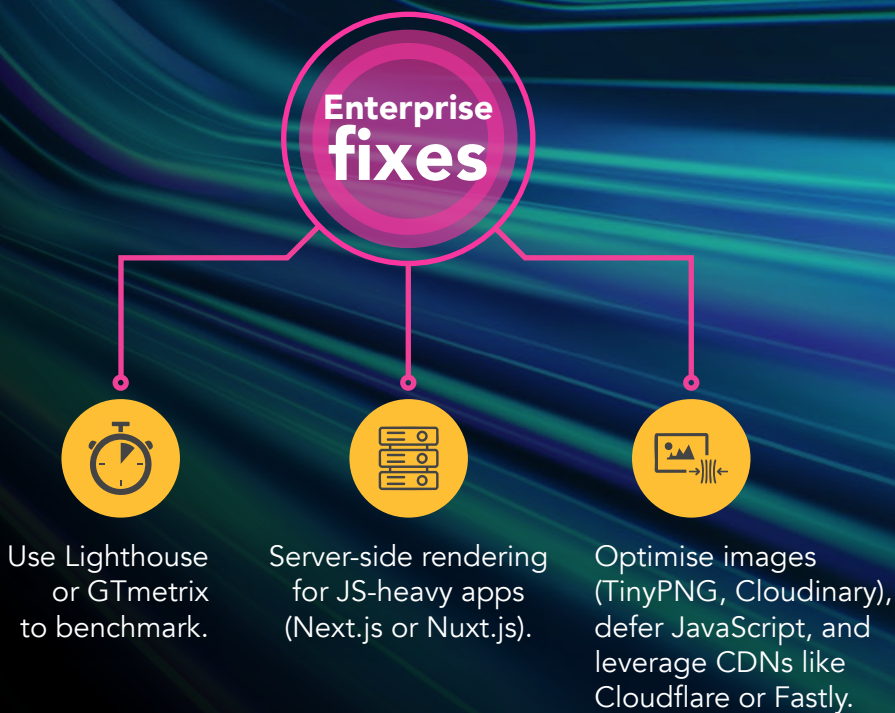 Enterprise
fixes
Use Lighthouse
or GTmetrix
to benchmark.
Server-side rendering
for JS-heavy apps
(Next.js or Nuxt.js).
Optimise images
(TinyPNG, Cloudinary),
defer JavaScript, and
leverage CDNs like
Cloudflare or Fastly.